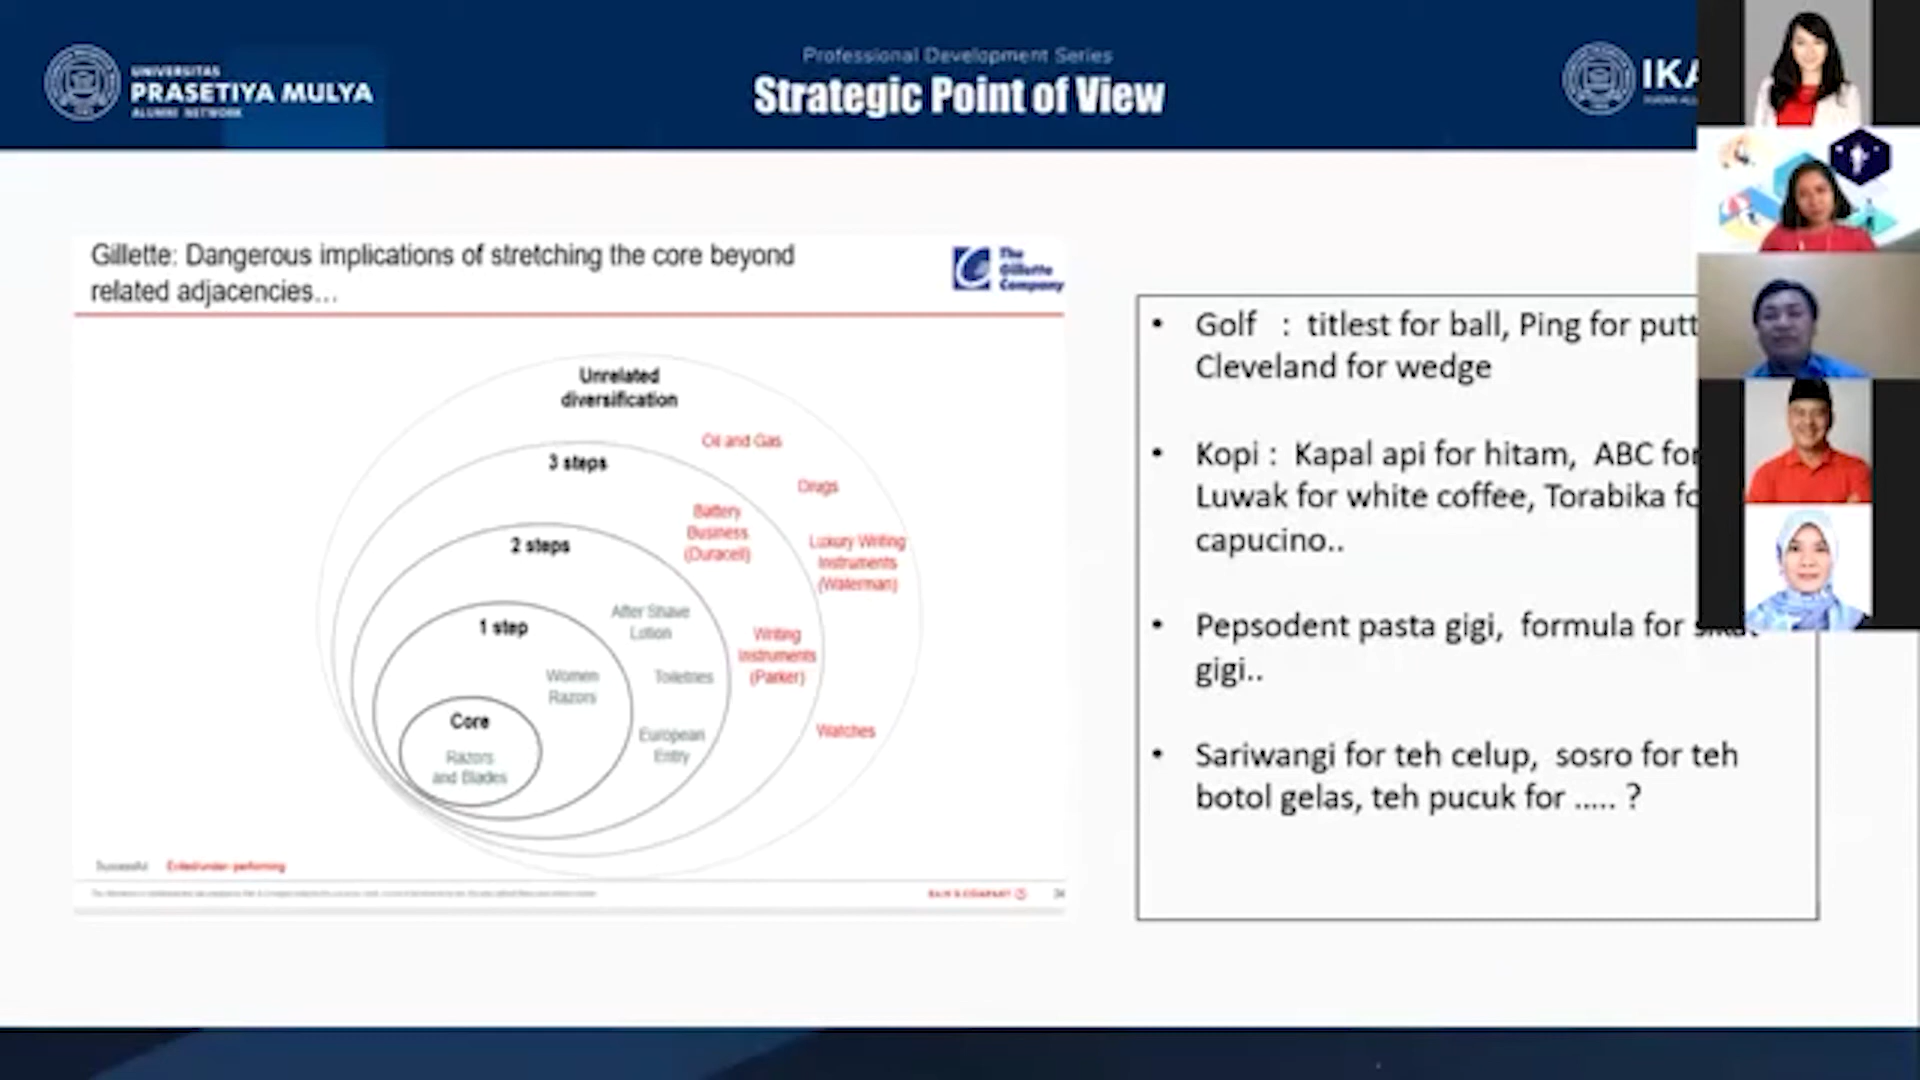 UNIVERSITAS
PRASETIYA MULYA
ALUMNI NETWORK
Professional Development Series
Strategic Point of View
IKA
Gillette: Dangerous implications of stretching the core beyond
related adjacencies...
The
Gillette
Company
Unrelated
diversification
Oil and Gas
3 steps
Drugs
Battery
Business
(Duracell)
Luxury Writing
Instruments
(Waterman)
2 steps
After Shave
Lotion
1 step
Writing
Instruments
(Parker)
Women
Razors
Toiletries
Core
Razors
and Blades
European
Entry
Watches
Successful
Exited/under-performing
BAIN & COMPANY
34
• Golf : titlest for ball, Ping for putt
Cleveland for wedge
• Kopi : Kapal api for hitam, ABC for
Luwak for white coffee, Torabika fo
capucino..
• Pepsodent pasta gigi, formula for
gigi..
• Sariwangi for teh celup, sosro for teh
botol gelas, teh pucuk for ..... ?